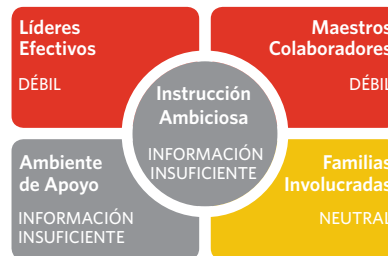 Líderes
Efectivos
DÉBIL
Maestros
Colaboradores
DÉBIL
Instrucción
Ambiciosa
INFORMACIÓN
INSUFICIENTE
Ambiente
de Apoyo
INFORMACIÓN
INSUFICIENTE
Familias
Involucradas
NEUTRAL